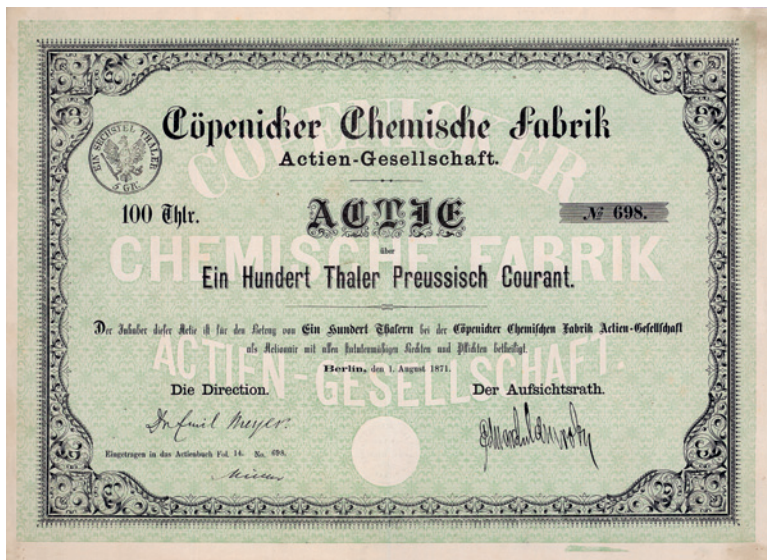 Cöpenicker Chemische Fabrik
Actien-Gesellschaft.
EIN SECHSTEL THALER
5 GR.
100 Thlr.
ACTIE
№ 698.
über
Ein Hundert Thaler Preussisch Courant.
Der Inhaber dieser Actie ist für den Betrag von Ein Hundert Thalern bei der Cöpenicker Chemischen Fabrik Actien-Gesellschaft
als Actionair mit allen statutenmäßigen Rechten und Pflichten betheiligt.
Berlin, den 1. August 1871.
Die Direction.
Der Aufsichtsrath.
Dr Emil Meyer.
Eingetragen in das Actienbuch Fol. 14. No. 698.
COPENICKER
CHEMISCHE FABRIK
ACTIEN-GESELLSCHAFT.